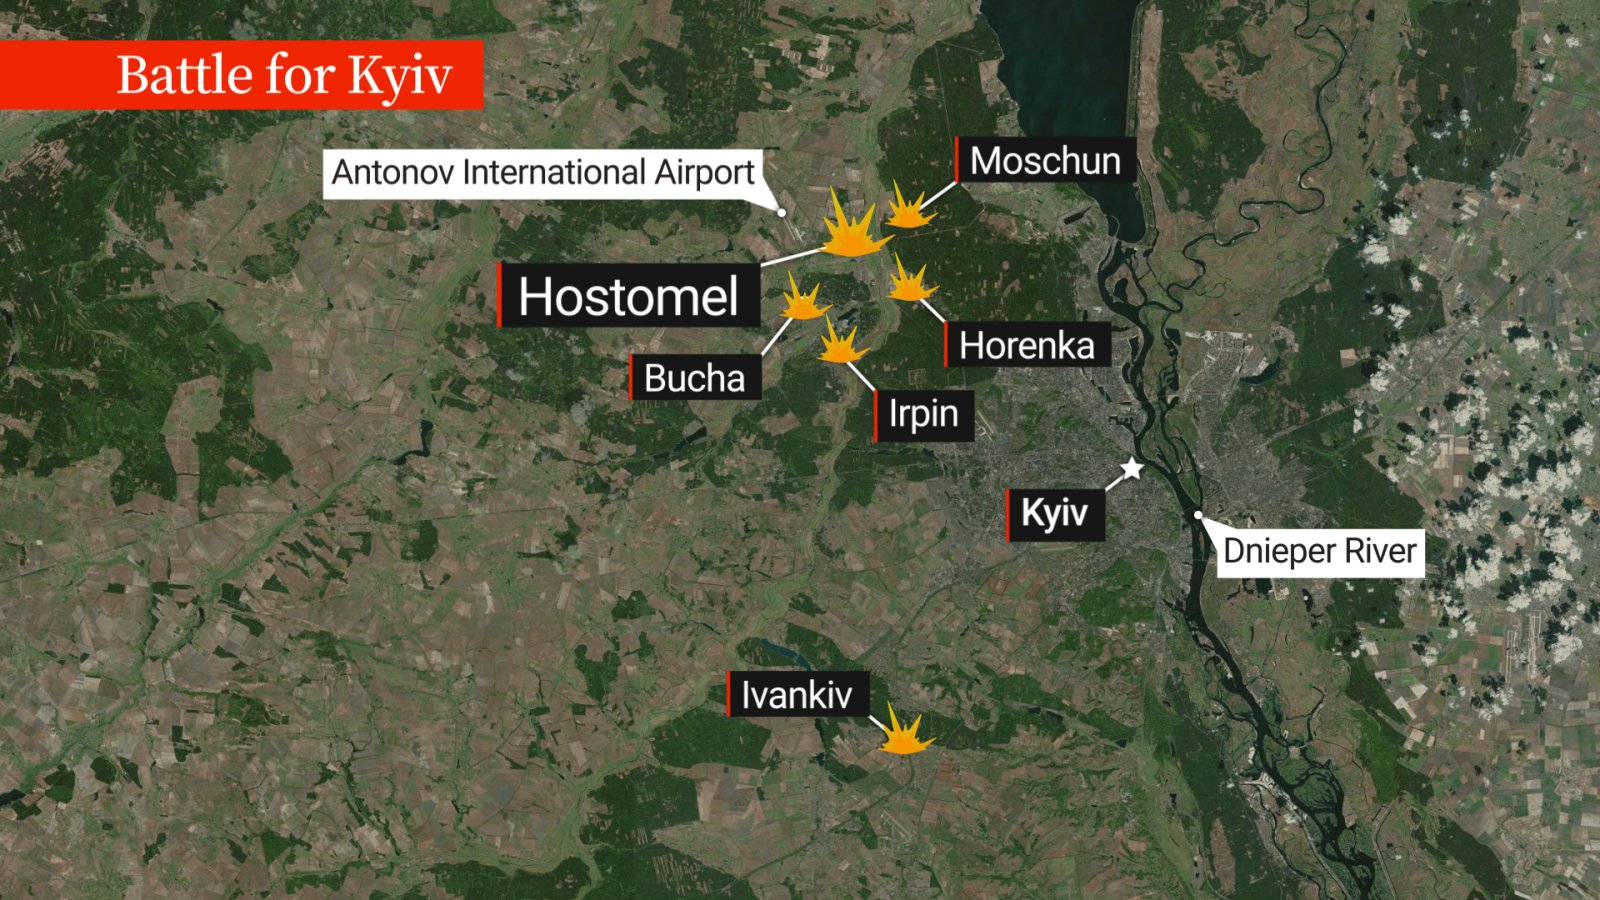 Battle for Kyiv
Antonov International Airport
Moschun
Hostomel
Horenka
Bucha
Irpin
Kyiv
Dnieper River
Ivankiv